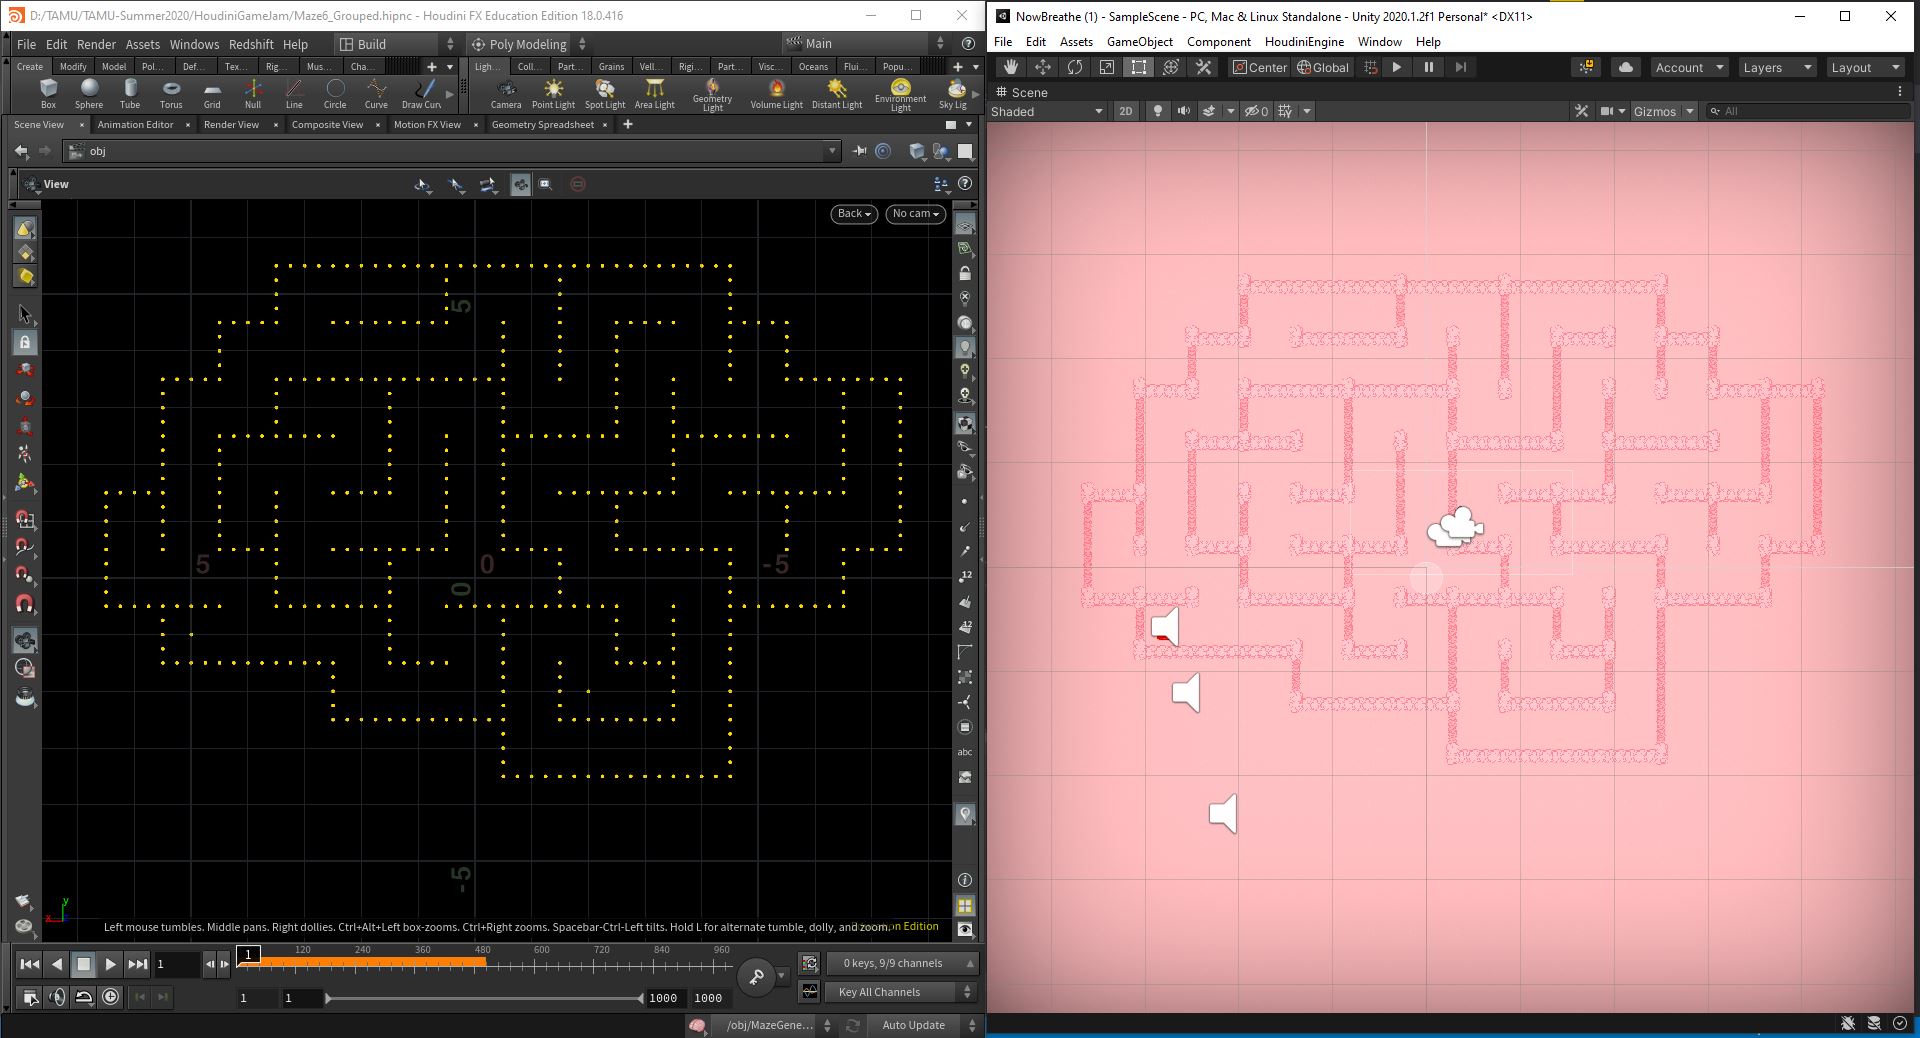 D:/TAMU/TAMU-Summer2020/HoudiniGameJam/Maze6_Grouped.hipnc - Houdini FX Education Edition 18.0.416
File Edit Render Assets Windows Redshift Help Build Poly Modeling Main
Create Modify Model Pol... Def... Tex... Rig... Mus... Cha... Ligh... Coll... Part... Grains Vell... Rigi... Part... Visc... Oceans Flui... Popu...
Box Sphere Tube Torus Grid Null Line Circle Curve Draw Curv Camera Point Light Spot Light Area Light Geometry Light Volume Light Distant Light Environment Light Sky Lig
Scene View Animation Editor Render View Composite View Motion FX View Geometry Spreadsheet
obj
View
Back No cam
5
5 0 -5
0
-5
12
12
abc
y
x
Left mouse tumbles. Middle pans. Right dollies. Ctrl+Alt+Left box-zooms. Ctrl+Right zooms. Spacebar-Ctrl-Left tilts. Hold L for alternate tumble, dolly, and zoom. Edition
1 1 120 240 360 480 600 720 840 960
0 keys, 9/9 channels
1 1 1000 1000 Key All Channels
/obj/MazeGene... Auto Update
NowBreathe (1) - SampleScene - PC, Mac & Linux Standalone - Unity 2020.1.2f1 Personal* <DX11>
File Edit Assets GameObject Component HoudiniEngine Window Help
Center Global Account Layers Layout
Scene
Shaded 2D 0 Gizmos All